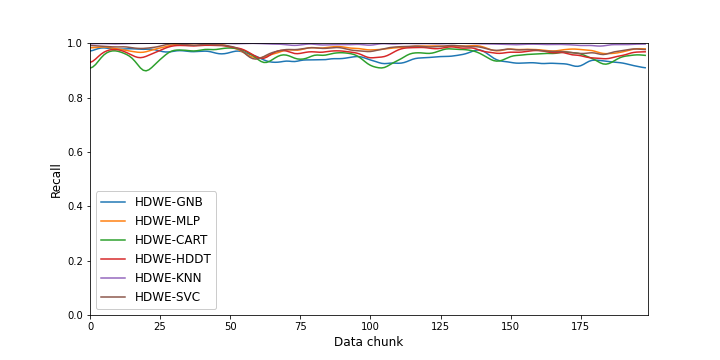 1.0
0.8
0.6
0.4
0.2
0.0
Recall
HDWE-GNB
HDWE-MLP
HDWE-CART
HDWE-HDDT
HDWE-KNN
HDWE-SVC
0 25 50 75 100 125 150 175
Data chunk